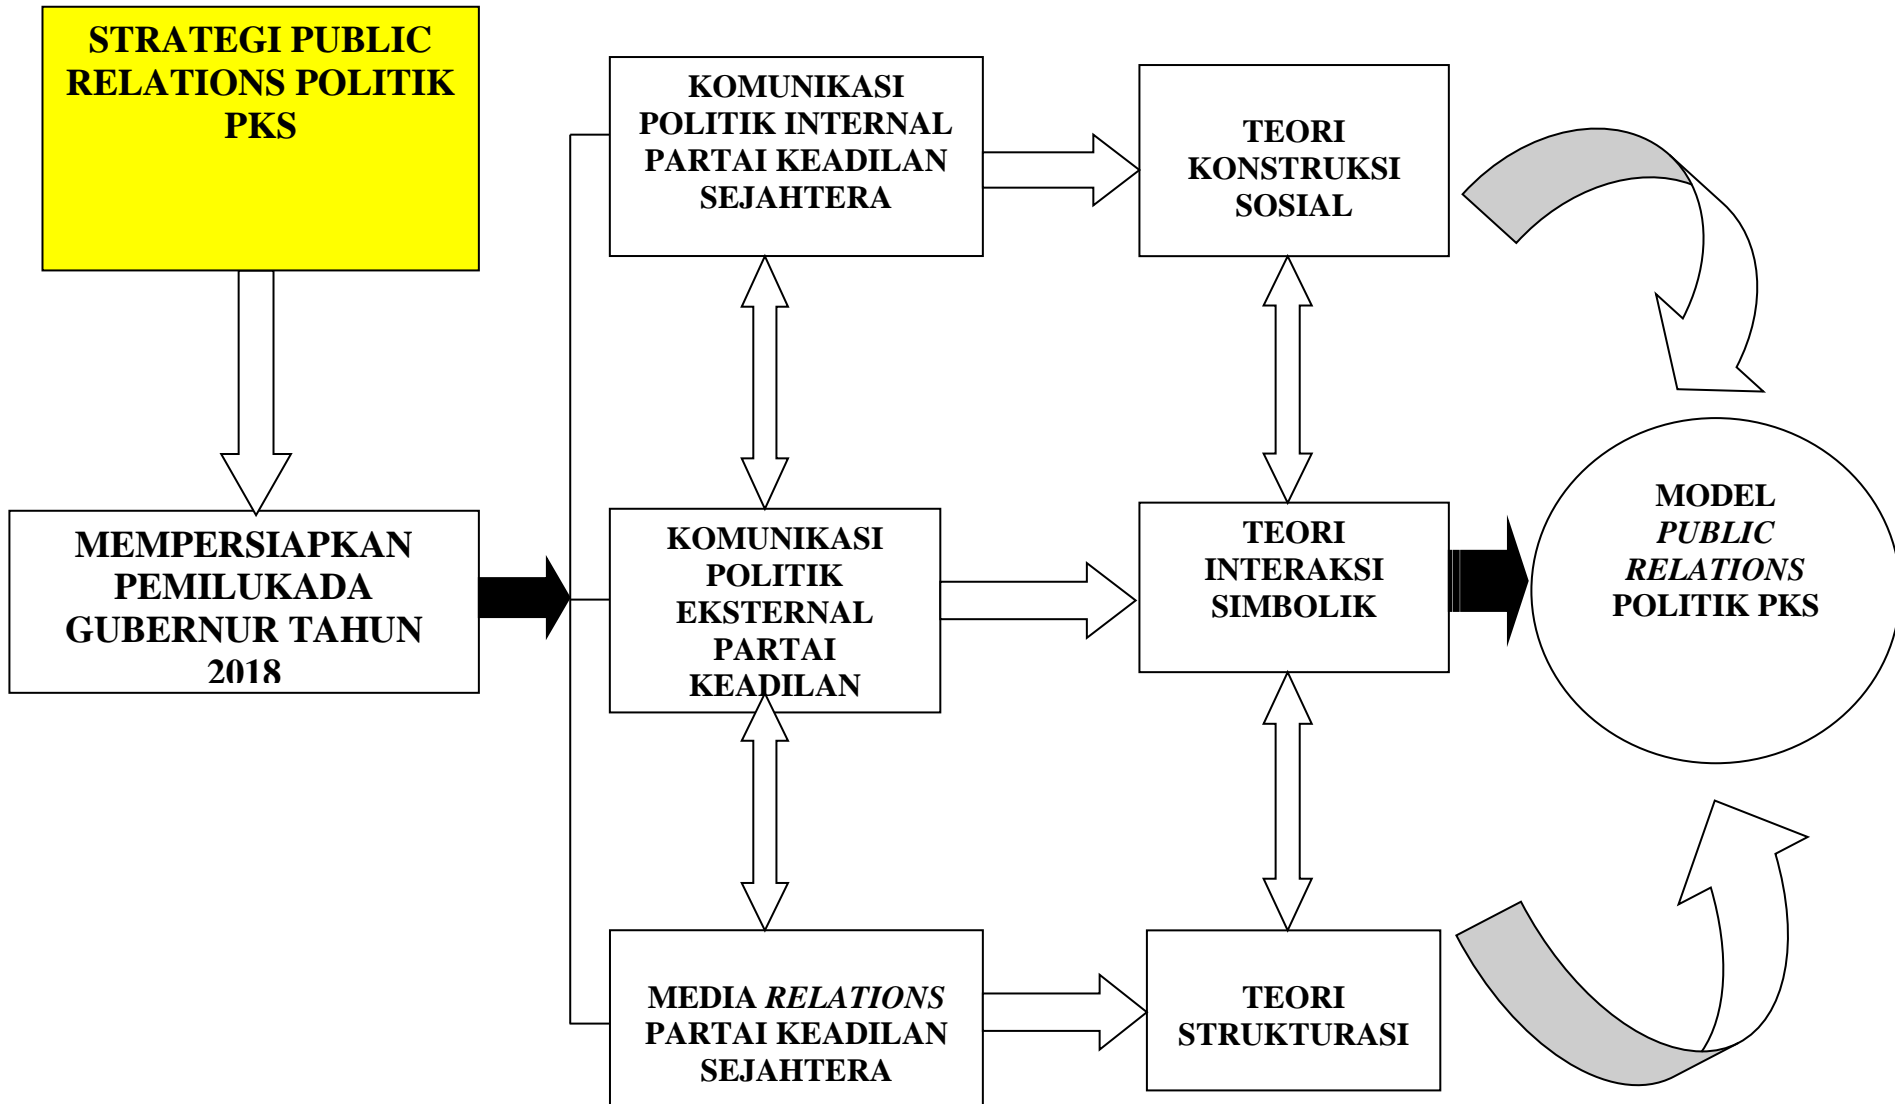 STRATEGI PUBLIC
RELATIONS POLITIK
PKS
MEMPERSIAPKAN
PEMILUKADA
GUBERNUR TAHUN
2018
KOMUNIKASI
POLITIK INTERNAL
PARTAI KEADILAN
SEJAHTERA
KOMUNIKASI
POLITIK
EKSTERNAL
PARTAI
KEADILAN
MEDIA RELATIONS
PARTAI KEADILAN
SEJAHTERA
TEORI
KONSTRUKSI
SOSIAL
TEORI
INTERAKSI
SIMBOLIK
TEORI
STRUKTURASI
MODEL
PUBLIC
RELATIONS
POLITIK PKS